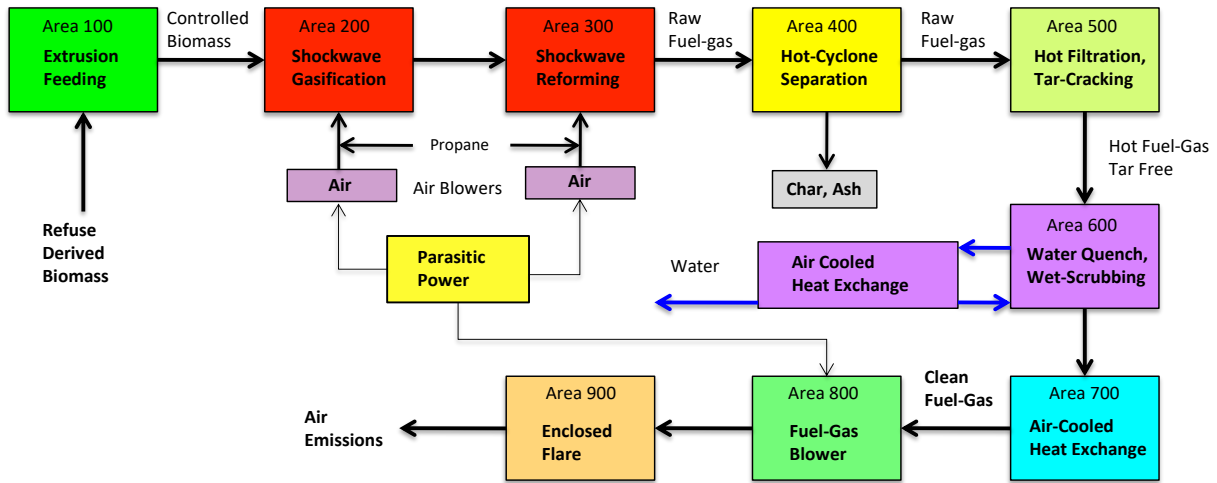 Area 100
Extrusion
Feeding
Controlled
Biomass
Area 200
Shockwave
Gasification
Area 300
Shockwave
Reforming
Raw
Fuel-gas
Area 400
Hot-Cyclone
Separation
Raw
Fuel-gas
Area 500
Hot Filtration,
Tar-Cracking
Propane
Air
Air Blowers
Air
Char, Ash
Hot Fuel-Gas
Tar Free
Refuse
Derived
Biomass
Parasitic
Power
Water
Air Cooled
Heat Exchange
Area 600
Water Quench,
Wet-Scrubbing
Air
Emissions
Area 900
Enclosed
Flare
Area 800
Fuel-Gas
Blower
Clean
Fuel-Gas
Area 700
Air-Cooled
Heat Exchange